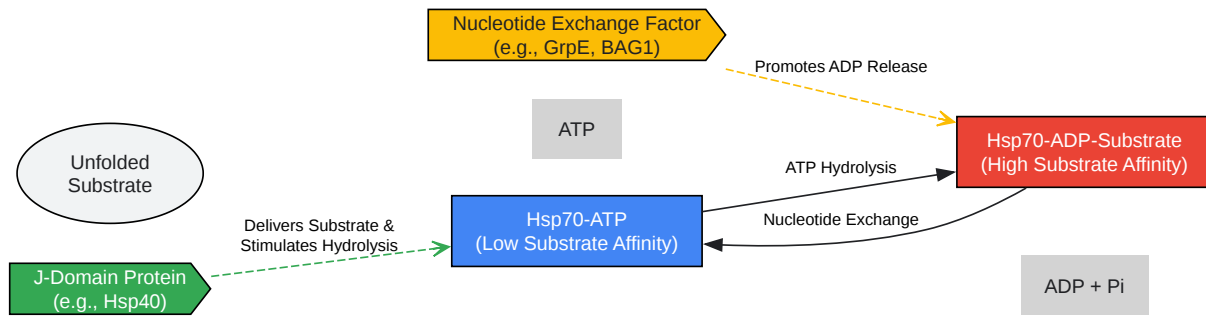 Nucleotide Exchange Factor
(e.g., GrpE, BAG1)
Promotes ADP Release
ATP
Unfolded
Substrate
Hsp70-ADP-Substrate
(High Substrate Affinity)
ATP Hydrolysis
Nucleotide Exchange
Hsp70-ATP
(Low Substrate Affinity)
Delivers Substrate &
Stimulates Hydrolysis
J-Domain Protein
(e.g., Hsp40)
ADP + Pi